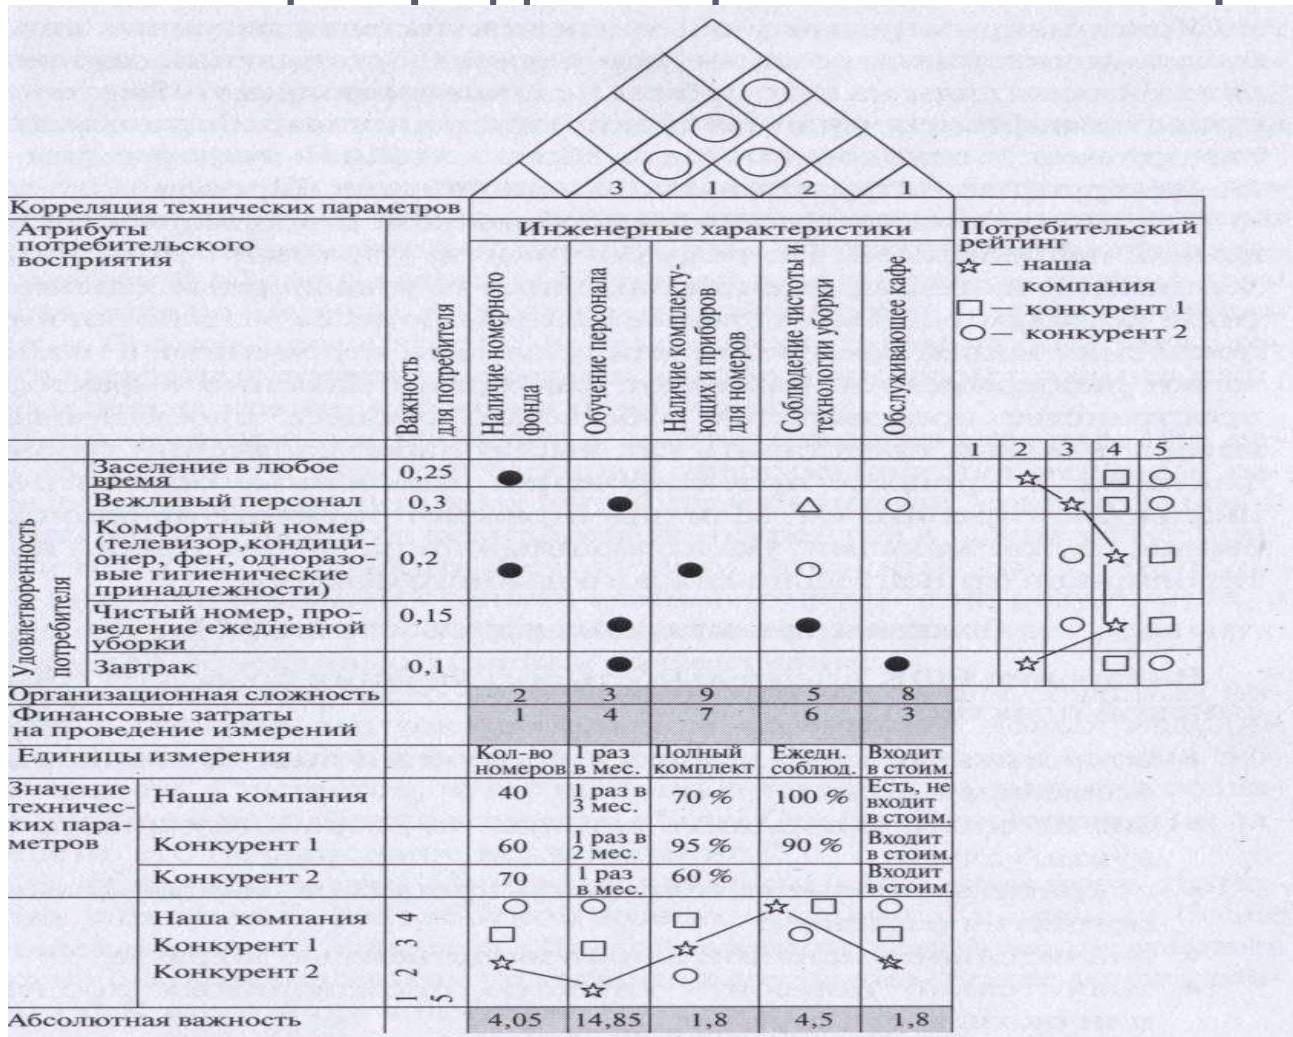 3 1 2 1
Корреляция технических параметров
Атрибуты
потребительского
восприятия
Важность
для потребителя
Инженерные характеристики
Наличие номерного
фонда
Обучение персонала
Наличие комплекту-
ющих и приборов
для номеров
Соблюдение чистоты и
технологии уборки
Обслуживающее кафе
Потребительский
рейтинг
— наша
компания
— конкурент 1
— конкурент 2
1 2 3 4 5
Удовлетворенность
потребителя
Заселение в любое
время
0,25
Вежливый персонал 0,3
Комфортный номер
(телевизор, кондици-
онер, фен, одноразо-
вые гигиенические
принадлежности)
0,2
Чистый номер, про-
ведение ежедневной
уборки
0,15
Завтрак 0,1
Организационная сложность 2 3 9 5 8
Финансовые затраты
на проведение измерений
1 4 7 6 3
Единицы измерения
Кол-во
номеров
1 раз
в мес.
Полный
комплект
Ежедн.
соблюд.
Входит
в стоим.
Значение
техничес-
ких пара-
метров
Наша компания
40
1 раз в
3 мес.
70 %
100 %
Есть, не
входит
в стоим.
Конкурент 1
60
1 раз в
2 мес.
95 %
90 %
Входит
в стоим.
Конкурент 2
70
1 раз
в мес.
60 %
Входит
в стоим.
Наша компания
Конкурент 1
Конкурент 2
1 2 3 4
5
Абсолютная важность 4,05 14,85 1,8 4,5 1,8